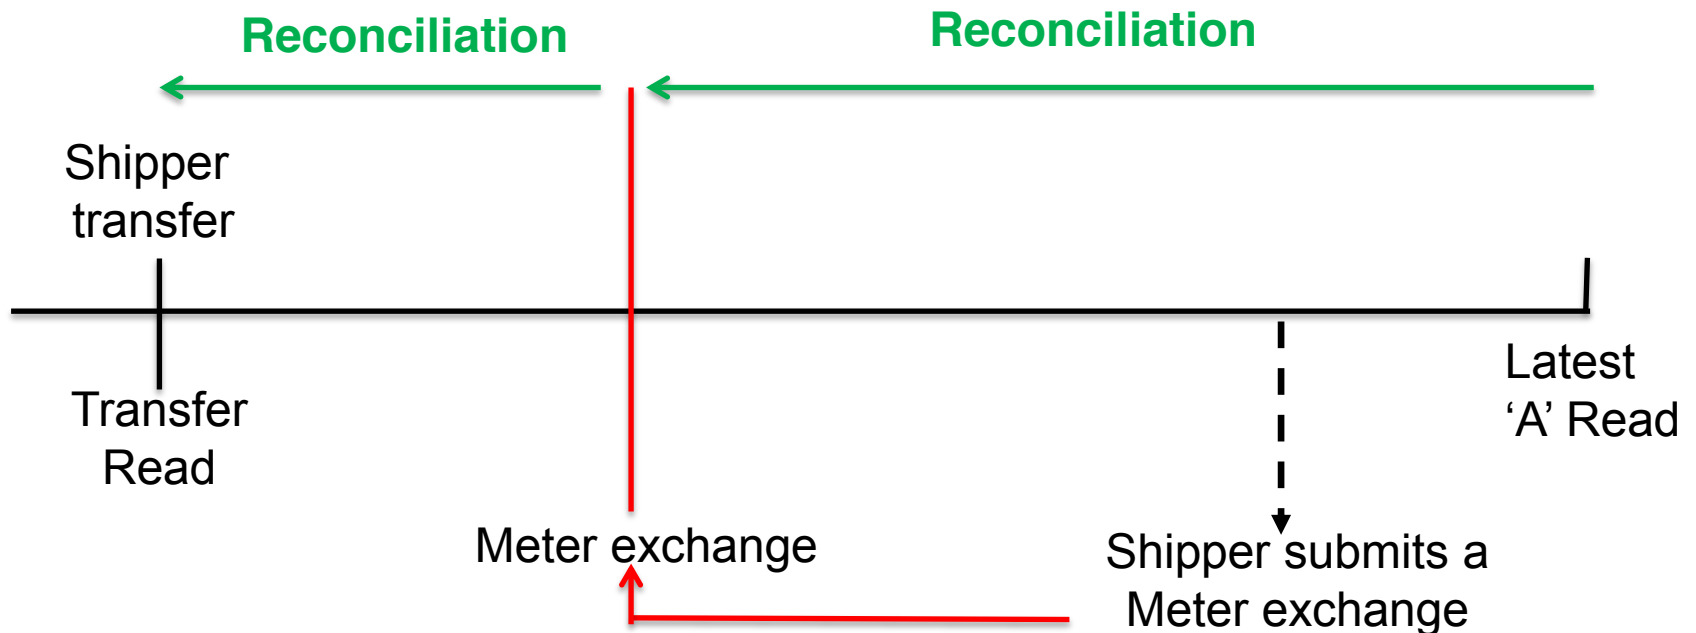 Reconciliation
Reconciliation
Shipper
transfer
Transfer
Read
Latest
‘A’ Read
Meter exchange
Shipper submits a
Meter exchange